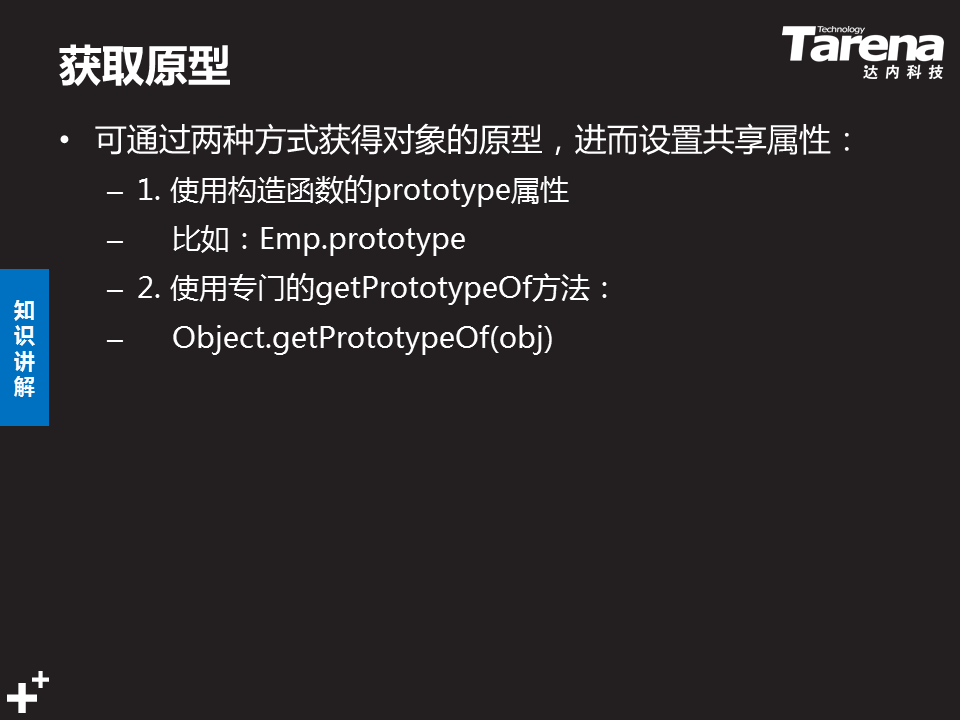 获取原型
Technology
Tarena
达内科技
• 可通过两种方式获得对象的原型，进而设置共享属性：
– 1. 使用构造函数的prototype属性
– 比如：Emp.prototype
– 2. 使用专门的getPrototypeOf方法：
– Object.getPrototypeOf(obj)
知
识
讲
解